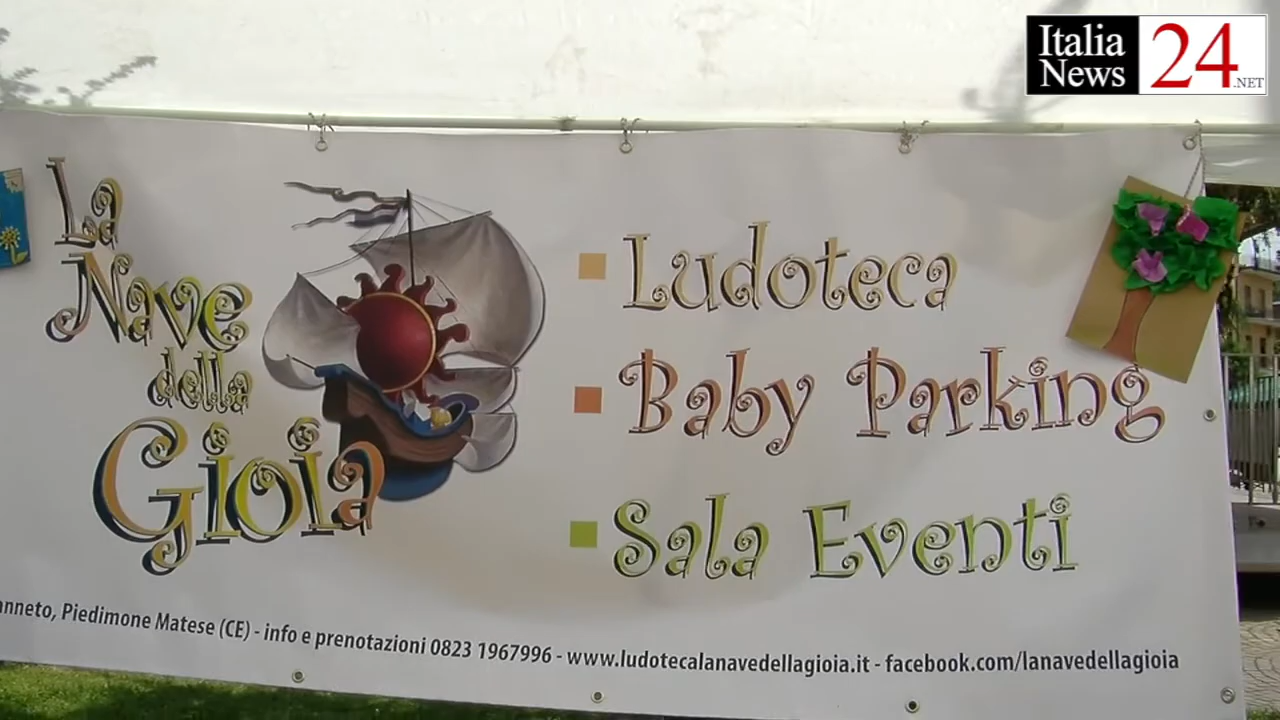 Italia
News
24
.NET
La
Nave
della
Gioia
Ludoteca
Baby Parking
Sala Eventi
Piedimone Matese (CE) - info e prenotazioni 0823 1967996 - www.ludotecalanavedellagioia.it - facebook.com/lanavedellagioia